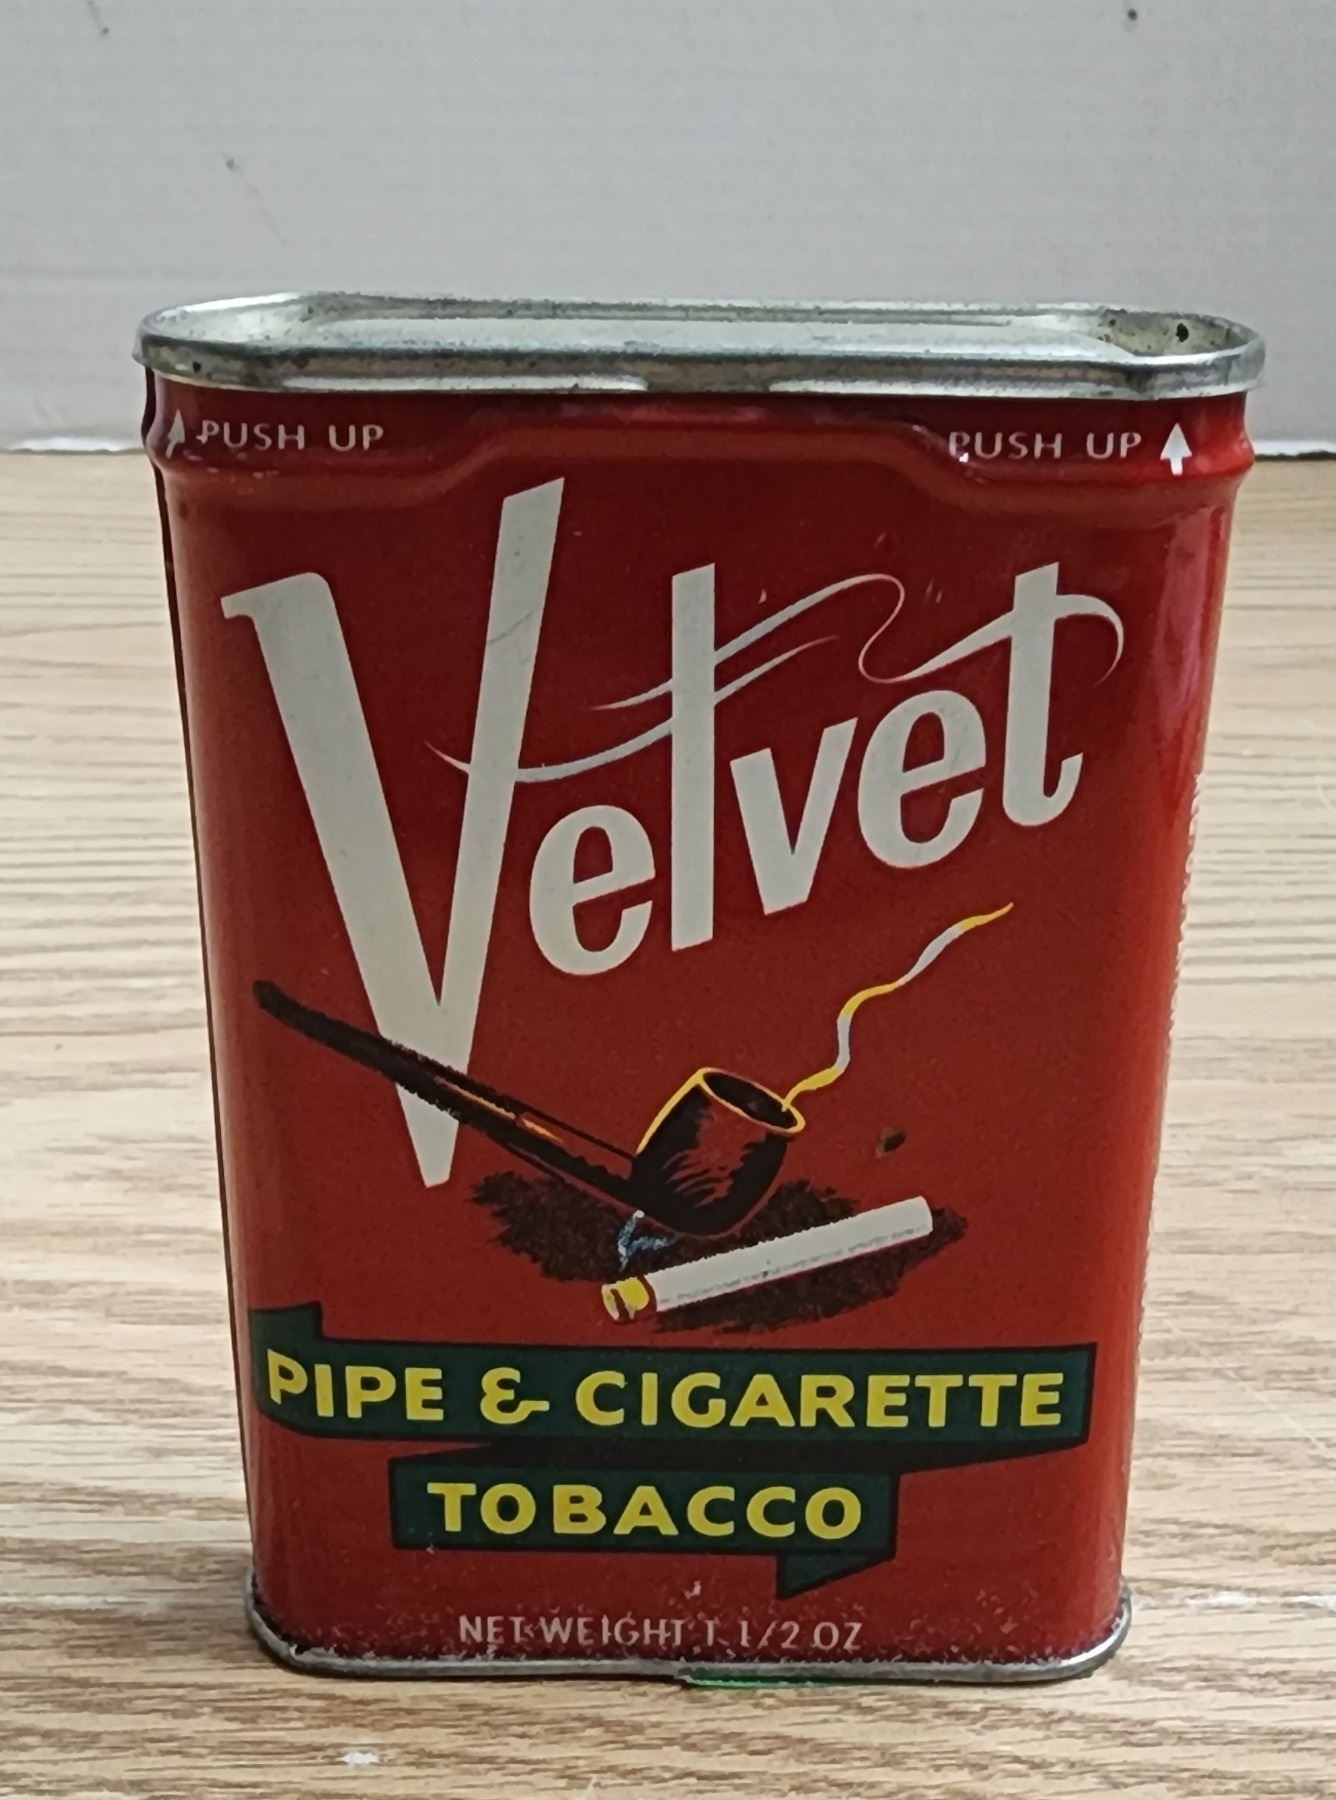 PUSH UP PUSH UP
Velvet
PIPE & CIGARETTE
TOBACCO
NET WEIGHT 1 1/2 OZ